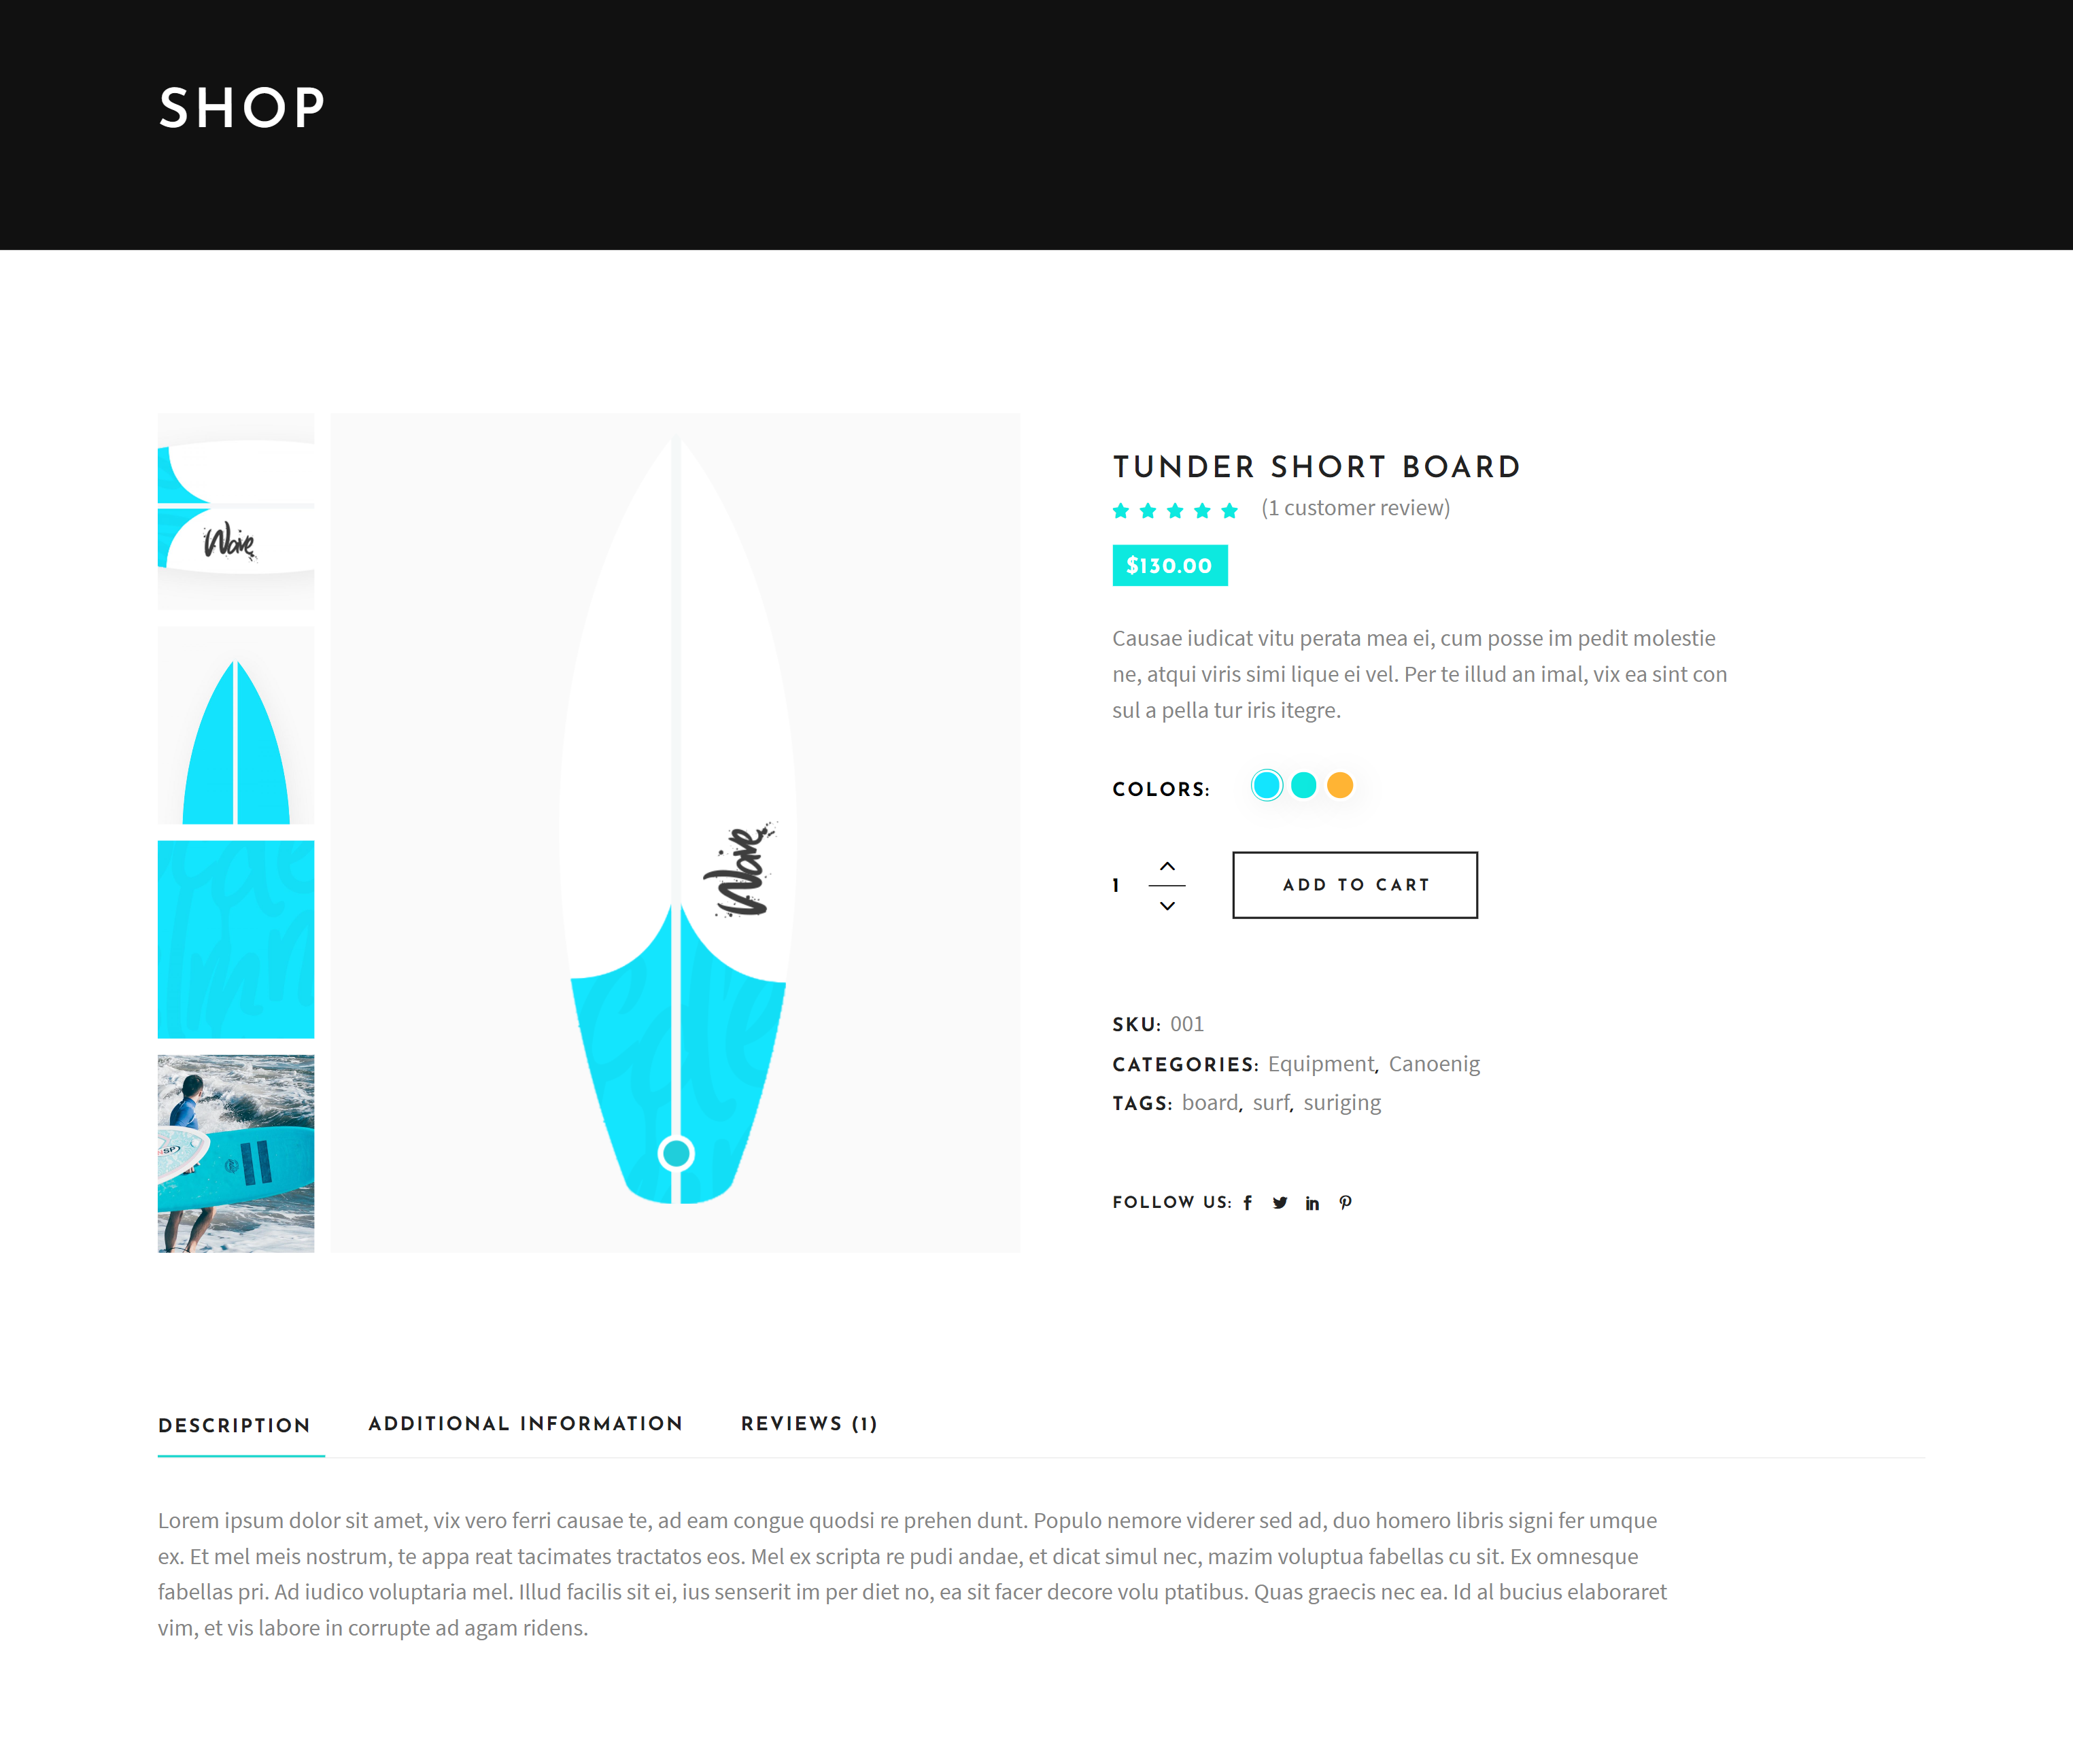 SHOP
Wave
Wave
TUNDER SHORT BOARD
(1 customer review)
$130.00
Causae iudicat vitu perata mea ei, cum posse im pedit molestie
ne, atqui viris simi lique ei vel. Per te illud an imal, vix ea sint con
sul a pella tur iris itegre.
COLORS:
1
ADD TO CART
SKU: 001
CATEGORIES: Equipment, Canoenig
TAGS: board, surf, suriging
FOLLOW US:
DESCRIPTION
ADDITIONAL INFORMATION
REVIEWS (1)
Lorem ipsum dolor sit amet, vix vero ferri causae te, ad eam congue quodsi re prehen dunt. Populo nemore viderer sed ad, duo homero libris signi fer umque
ex. Et mel meis nostrum, te appa reat tacimates tractatos eos. Mel ex scripta re pudi andae, et dicat simul nec, mazim voluptua fabellas cu sit. Ex omnesque
fabellas pri. Ad iudico voluptaria mel. Illud facilis sit ei, ius senserit im per diet no, ea sit facer decore volu ptatibus. Quas graecis nec ea. Id al bucius elaboraret
vim, et vis labore in corrupte ad agam ridens.